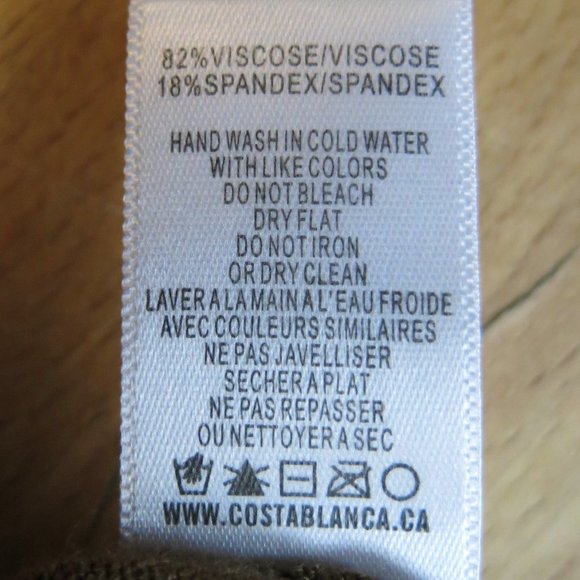 82%VISCOSE/VISCOSE
18%SPANDEX/SPANDEX
HAND WASH IN COLD WATER
WITH LIKE COLORS
DO NOT BLEACH
DRY FLAT
DO NOT IRON
OR DRY CLEAN
LAVER A LA MAIN A L'EAU FROIDE
AVEC COULEURS SIMILAIRES
NE PAS JAVELLISER
SECHER A PLAT
NE PAS REPASSER
OU NETTOYER A SEC
WWW.COSTABLANCA.CA